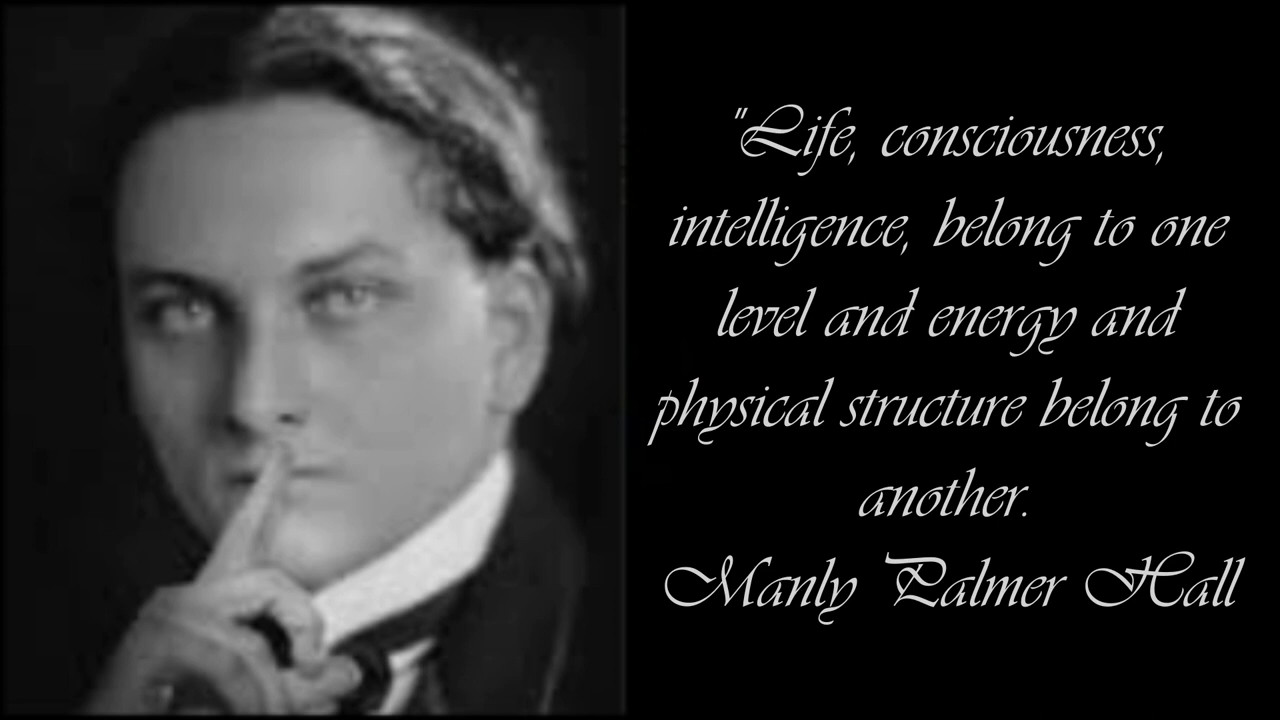 "Life, consciousness,
intelligence, belong to one
level and energy and
physical structure belong to
another.
Manly Palmer Hall